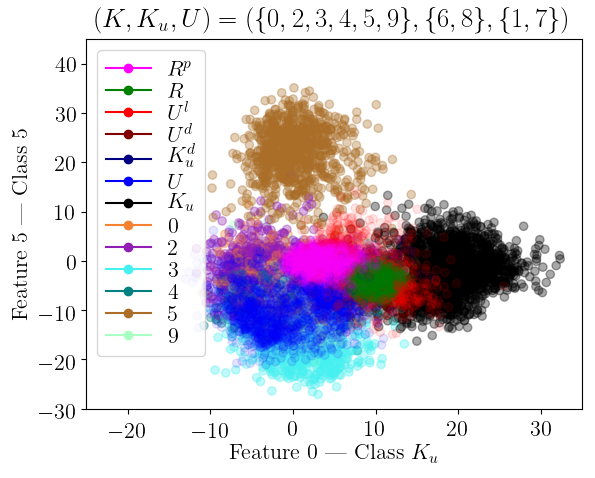 (K, K_u, U) = ({0, 2, 3, 4, 5, 9}, {6, 8}, {1, 7})
Feature 5 — Class 5
40
30
20
10
0
−10
−20
−30
R^p
R
U^l
U^d
K_u^d
U
K_u
0
2
3
4
5
9
−20
−10
0
10
20
30
Feature 0 — Class K_u